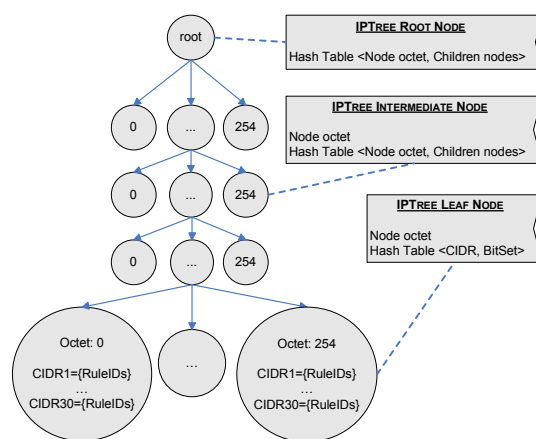 root
IPTREE ROOT NODE
Hash Table <Node octet, Children nodes>
0
...
254
IPTREE INTERMEDIATE NODE
Node octet
Hash Table <Node octet, Children nodes>
0
...
254
IPTREE LEAF NODE
Node octet
Hash Table <CIDR, BitSet>
0
...
254
Octet: 0
CIDR1={RuleIDs}
...
CIDR30={RuleIDs}
...
Octet: 254
CIDR1={RuleIDs}
...
CIDR30={RuleIDs}